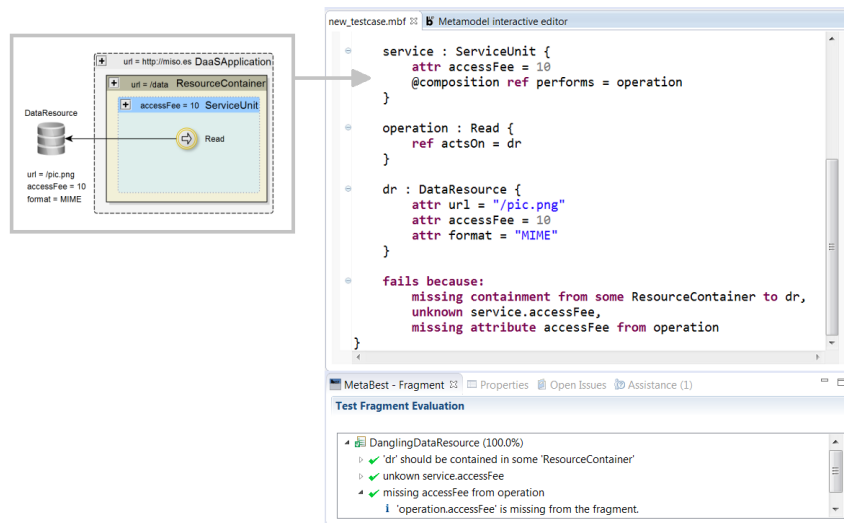 url = http://miso.es DaaSApplication
url = /data ResourceContainer
accessFee = 10 ServiceUnit
DataResource
Read
url = /pic.png
accessFee = 10
format = MIME
new_testcase.mbf Metamodel interactive editor
service : ServiceUnit {
attr accessFee = 10
@composition ref performs = operation
}
operation : Read {
ref actsOn = dr
}
dr : DataResource {
attr url = "/pic.png"
attr accessFee = 10
attr format = "MIME"
}
fails because:
missing containment from some ResourceContainer to dr,
unknown service.accessFee,
missing attribute accessFee from operation
}
MetaBest - Fragment Properties Open Issues Assistance (1)
Test Fragment Evaluation
DanglingDataResource (100.0%)
'dr' should be contained in some 'ResourceContainer'
unkown service.accessFee
missing accessFee from operation
'operation.accessFee' is missing from the fragment.